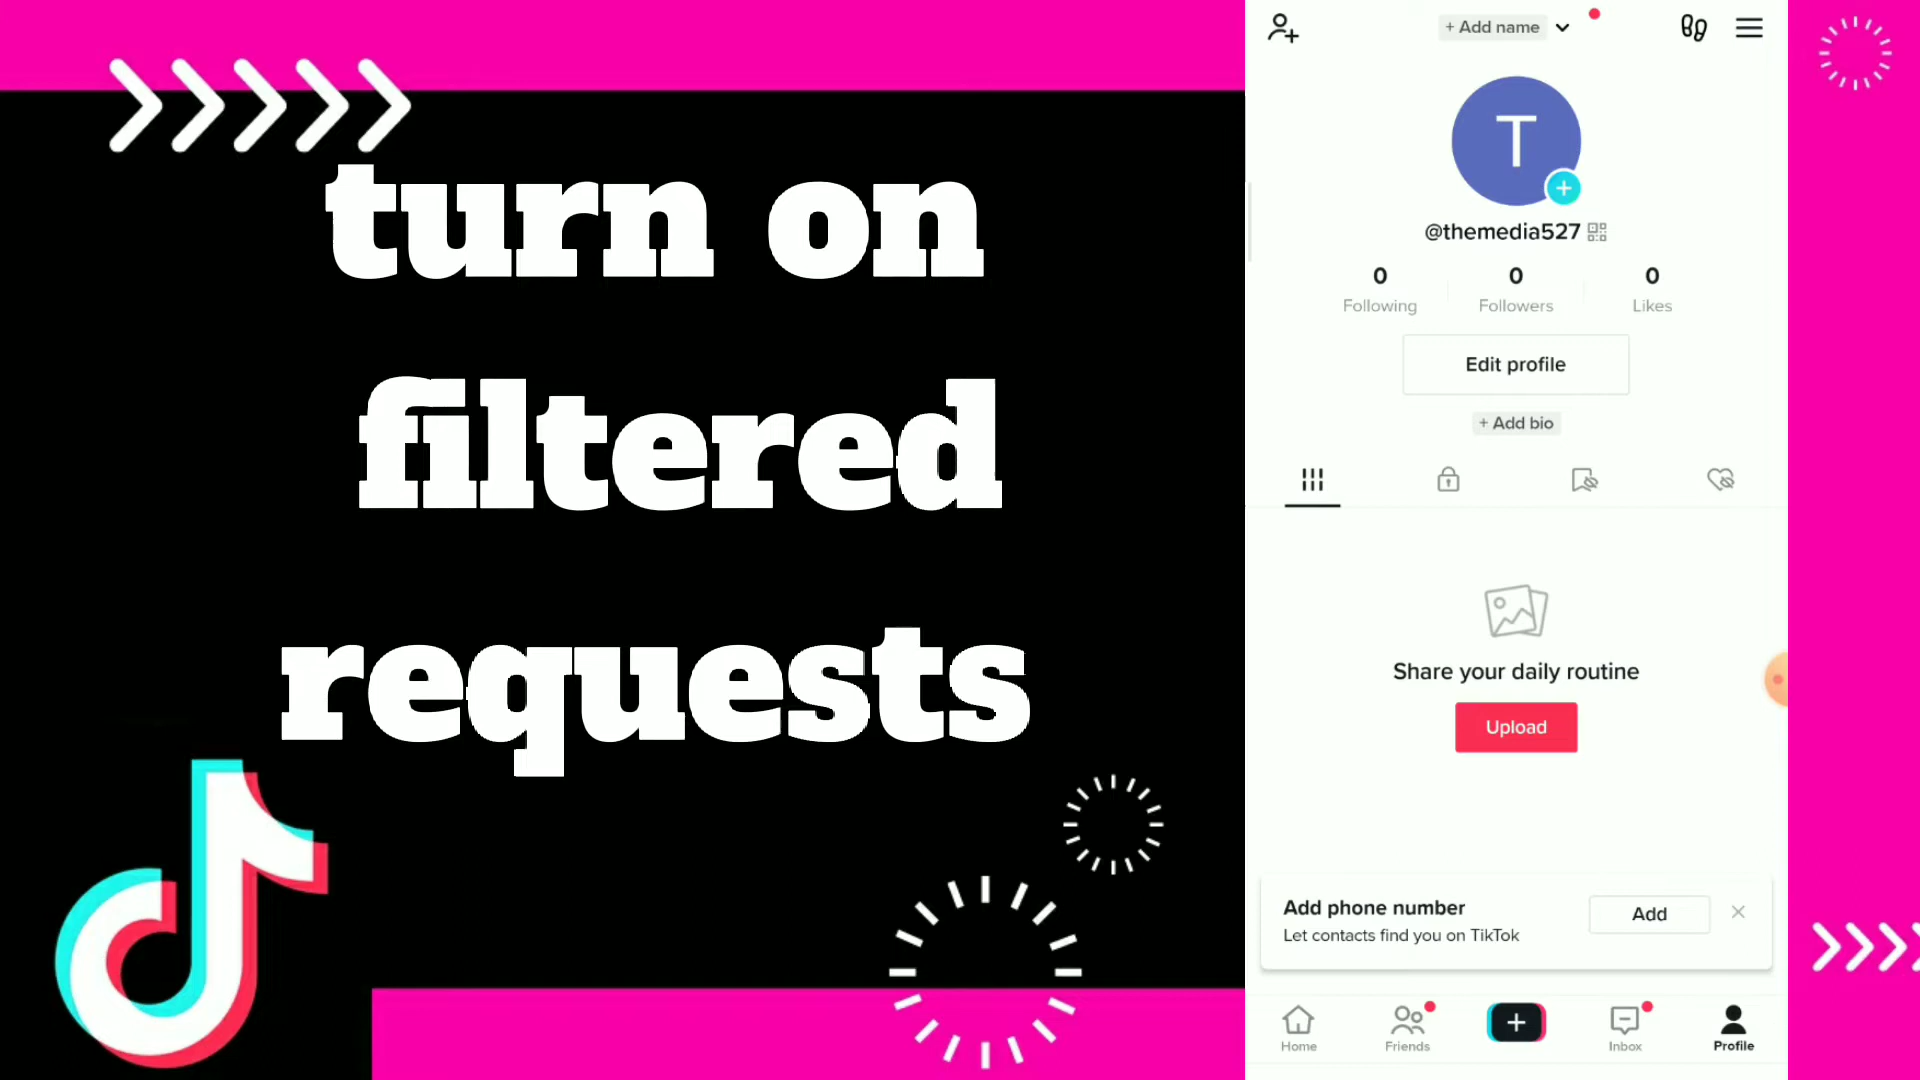 turn on
filtered
requests
+ Add name
T
@themedia527
0 0 0
Following Followers Likes
Edit profile
+ Add bio
Share your daily routine
Upload
Add phone number
Let contacts find you on TikTok
Add
Home Friends Inbox Profile